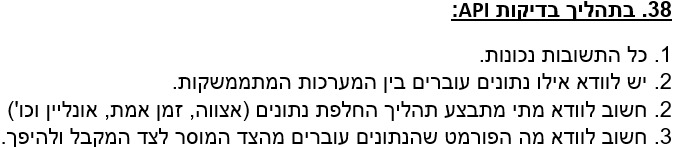 38. בתהליך בדיקות API:
1. כל התשובות נכונות.
2. יש לוודא אילו נתונים עוברים בין המערכות המתממשקות.
2. חשוב לוודא מתי מתבצע תהליך החלפת נתונים (אצווה, זמן אמת, אונליין וכו')
3. חשוב לוודא מה הפורמט שהנתונים עוברים מהצד המוסר לצד המקבל ולהיפך.